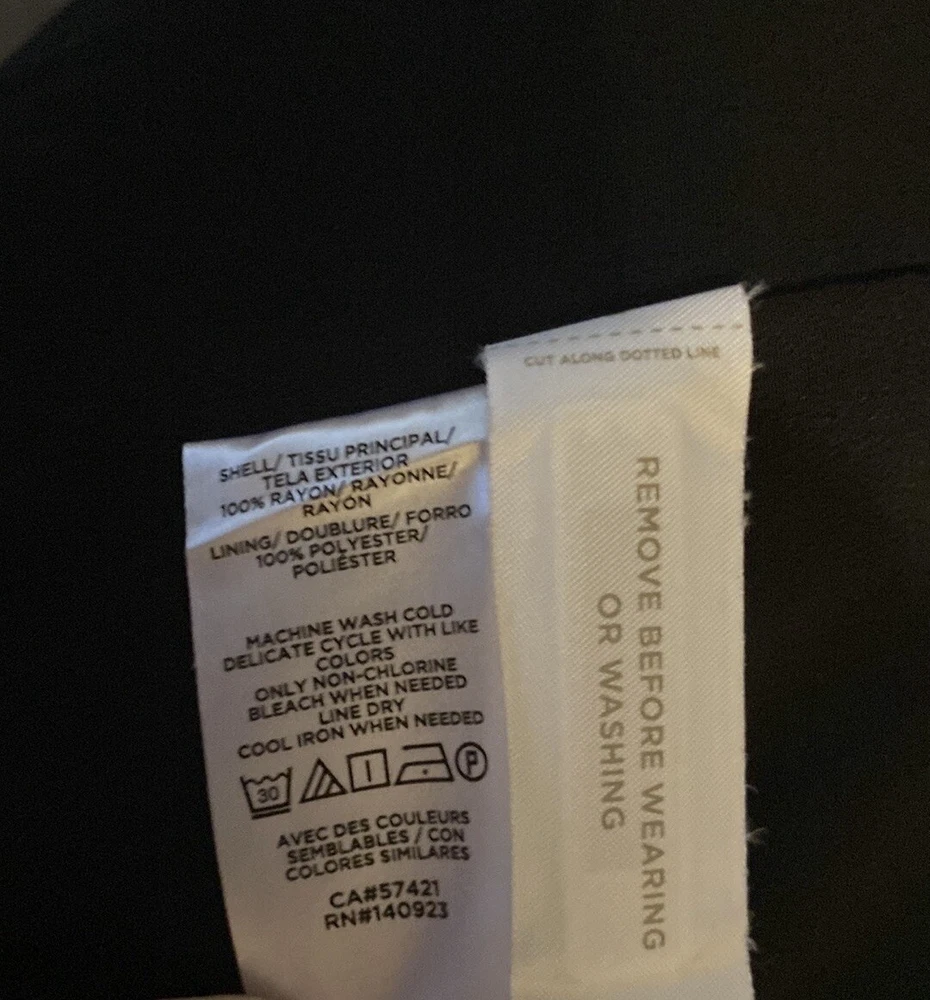 SHELL/ TISSU PRINCIPAL/
TELA EXTERIOR
100% RAYON/ RAYONNE/
RAYÓN
LINING/ DOUBLURE/ FORRO
100% POLYESTER/
POLIÉSTER
MACHINE WASH COLD
DELICATE CYCLE WITH LIKE
COLORS
ONLY NON-CHLORINE
BLEACH WHEN NEEDED
LINE DRY
COOL IRON WHEN NEEDED
30
P
AVEC DES COULEURS
SEMBLABLES / CON
COLORES SIMILARES
CA#57421
RN#140923
CUT ALONG DOTTED LINE
REMOVE BEFORE WEARING
OR WASHING